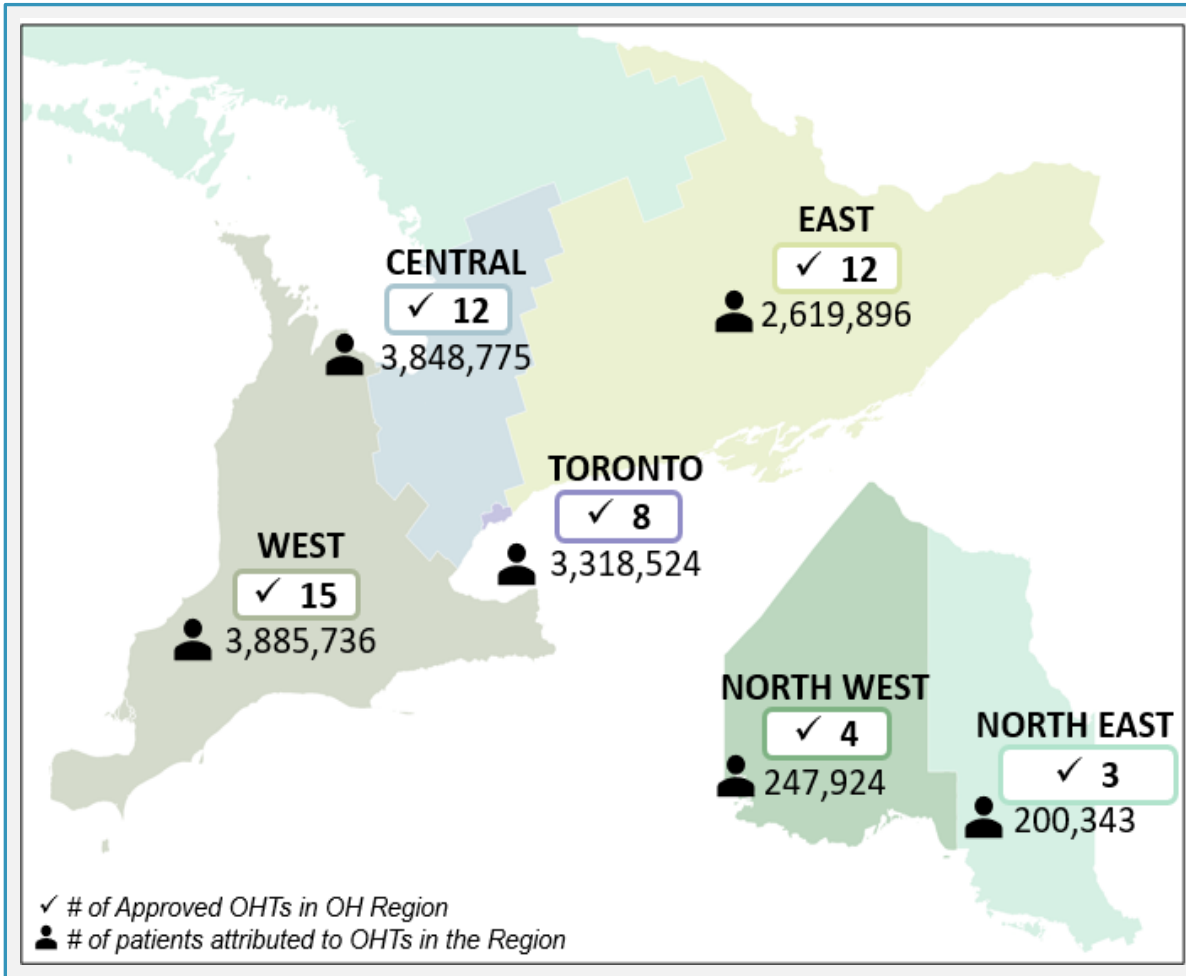 EAST
✓ 12
2,619,896
CENTRAL
✓ 12
3,848,775
TORONTO
✓ 8
3,318,524
WEST
✓ 15
3,885,736
NORTH WEST
✓ 4
247,924
NORTH EAST
✓ 3
200,343
✓ # of Approved OHTs in OH Region
# of patients attributed to OHTs in the Region